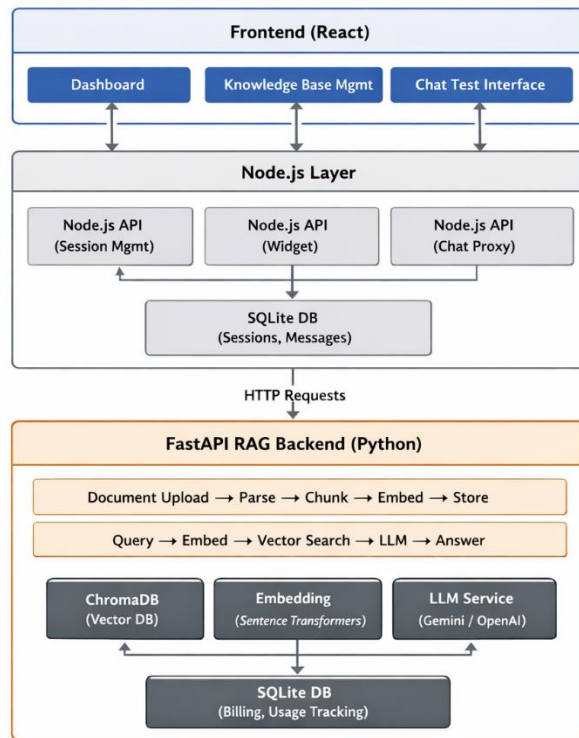 Frontend (React)
Dashboard
Knowledge Base Mgmt
Chat Test Interface
Node.js Layer
Node.js API
(Session Mgmt)
Node.js API
(Widget)
Node.js API
(Chat Proxy)
SQLite DB
(Sessions, Messages)
HTTP Requests
FastAPI RAG Backend (Python)
Document Upload → Parse → Chunk → Embed → Store
Query → Embed → Vector Search → LLM → Answer
ChromaDB
(Vector DB)
Embedding
(Sentence Transformers)
LLM Service
(Gemini / OpenAI)
SQLite DB
(Billing, Usage Tracking)